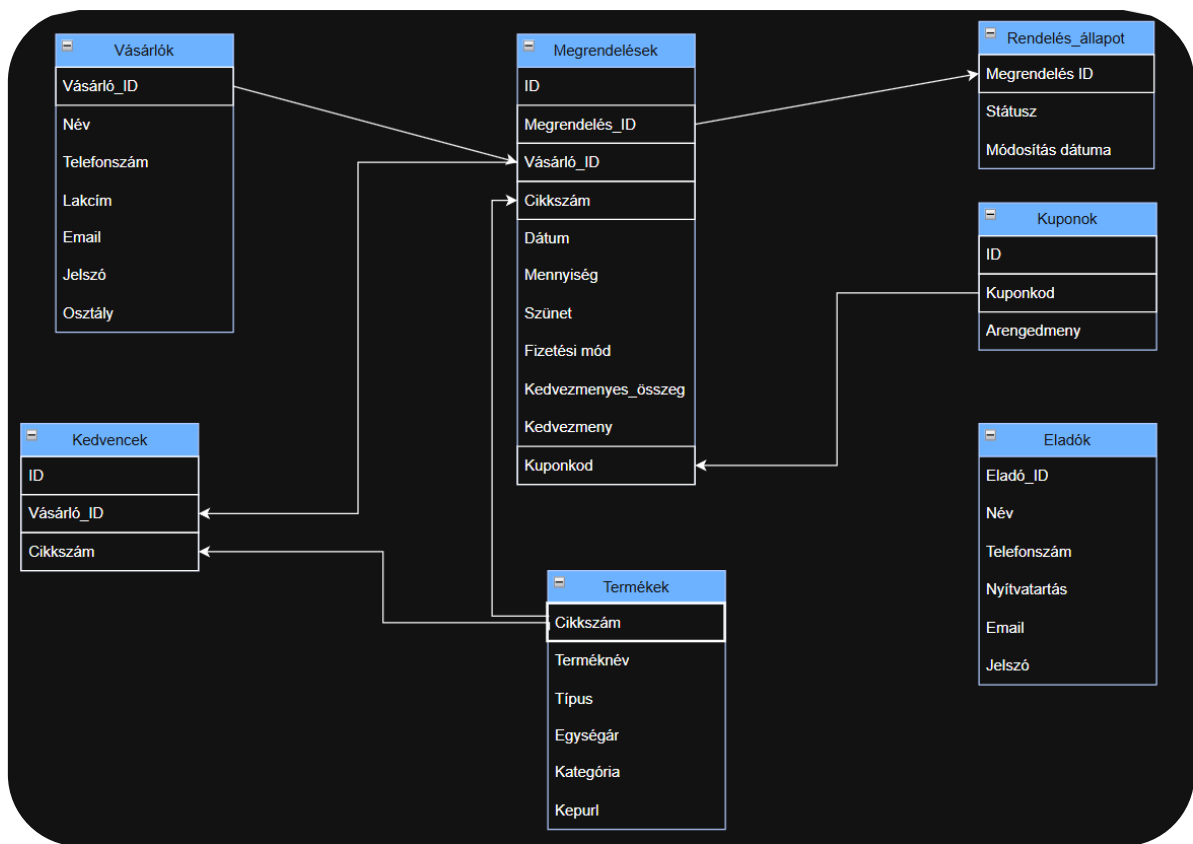 Vásárlók
Vásárló_ID
Név
Telefonszám
Lakcím
Email
Jelszó
Osztály
Megrendelések
ID
Megrendelés_ID
Vásárló_ID
Cikkszám
Dátum
Mennyiség
Szünet
Fizetési mód
Kedvezmenyes_összeg
Kedvezmeny
Kuponkod
Rendelés_állapot
Megrendelés ID
Státusz
Módosítás dátuma
Kuponok
ID
Kuponkod
Arengedmeny
Kedvencek
ID
Vásárló_ID
Cikkszám
Eladók
Eladó_ID
Név
Telefonszám
Nyítvatartás
Email
Jelszó
Termékek
Cikkszám
Terméknév
Típus
Egységár
Kategória
Kepurl